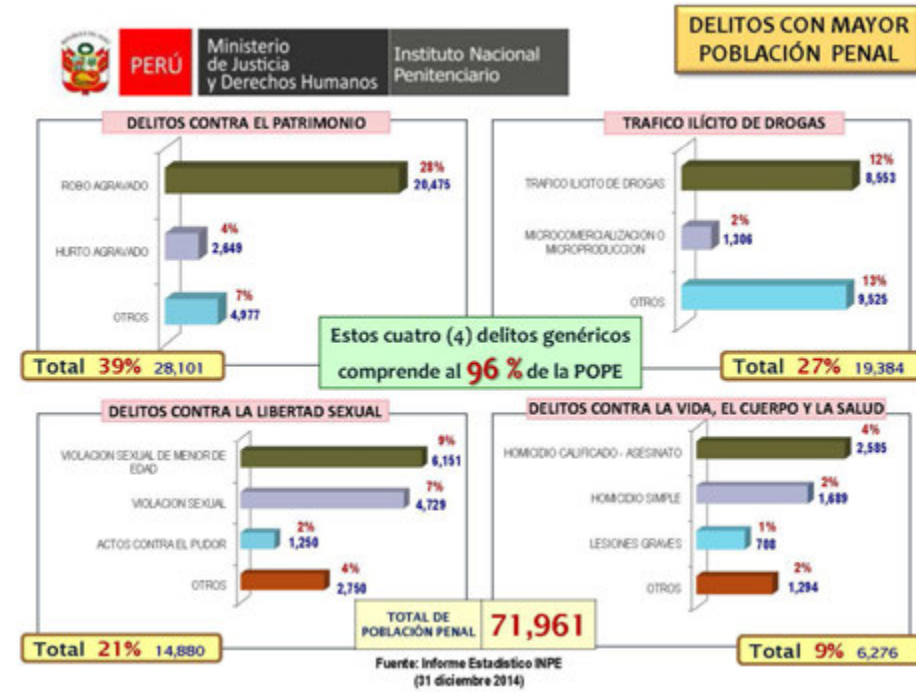 PERÚ
Ministerio
de Justicia
y Derechos Humanos
Instituto Nacional
Penitenciario
DELITOS CON MAYOR
POBLACIÓN PENAL
DELITOS CONTRA EL PATRIMONIO
ROBO AGRAVADO
28%
20,475
HURTO AGRAVADO
4%
2,649
OTROS
7%
4,977
Total 39% 28,101
TRAFICO ILÍCITO DE DROGAS
TRAFICO ILICITO DE DROGAS
12%
8,553
MICROCOMERCIALIZACION O
MICROPRODUCCION
2%
1,306
OTROS
13%
9,525
Total 27% 19,384
Estos cuatro (4) delitos genéricos
comprende al 96 % de la POPE
DELITOS CONTRA LA LIBERTAD SEXUAL
VIOLACION SEXUAL DE MENOR DE
EDAD
9%
6,151
VIOLACION SEXUAL
7%
4,729
ACTOS CONTRA EL PUDOR
2%
1,250
OTROS
4%
2,750
Total 21% 14,880
DELITOS CONTRA LA VIDA, EL CUERPO Y LA SALUD
HOMICIDIO CALIFICADO - ASESINATO
4%
2,585
HOMICIDIO SIMPLE
2%
1,689
LESIONES GRAVES
1%
708
OTROS
2%
1,294
Total 9% 6,276
TOTAL DE
POBLACIÓN PENAL
71,961
Fuente: Informe Estadistico INPE
(31 diciembre 2014)